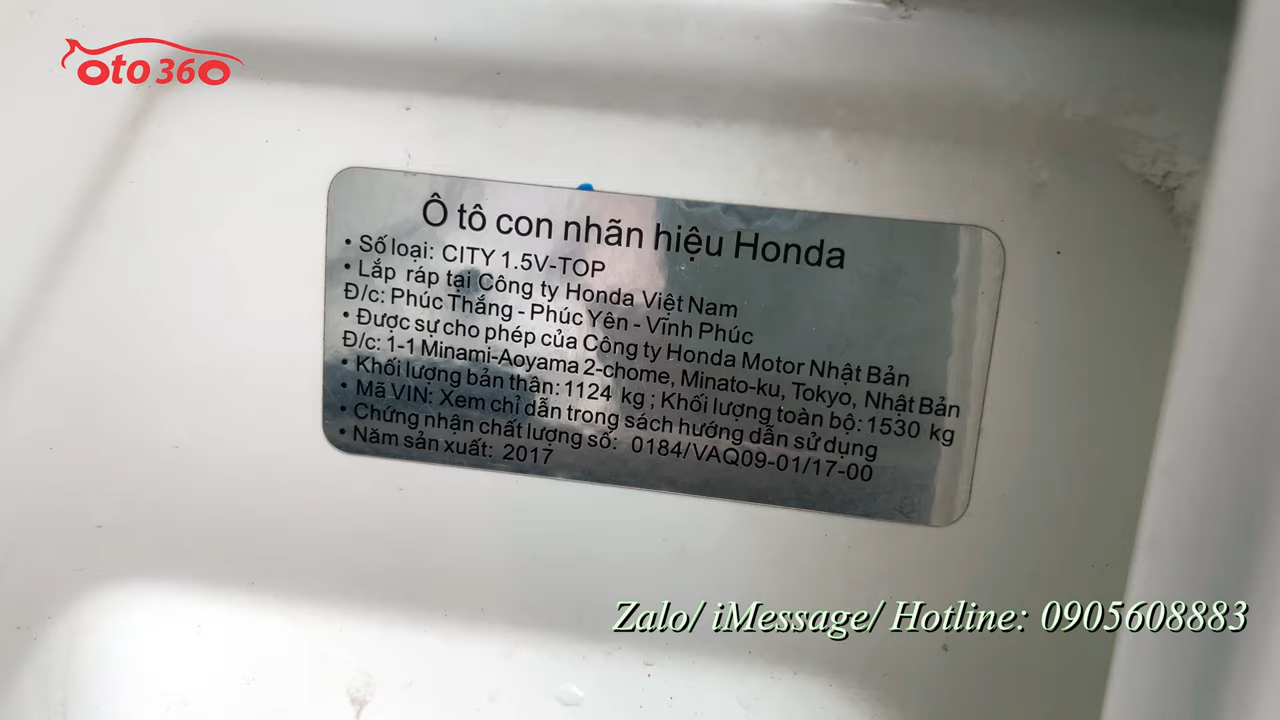 oto 360
Ô tô con nhãn hiệu Honda
• Số loại: CITY 1.5V-TOP
• Lắp ráp tại Công ty Honda Việt Nam
Đ/c: Phúc Thắng - Phúc Yên - Vĩnh Phúc
• Được sự cho phép của Công ty Honda Motor Nhật Bản
Đ/c: 1-1 Minami-Aoyama 2-chome, Minato-ku, Tokyo, Nhật Bản
• Khối lượng bản thân: 1124 kg ; Khối lượng toàn bộ: 1530 kg
• Mã VIN: Xem chỉ dẫn trong sách hướng dẫn sử dụng
• Chứng nhận chất lượng số: 0184/VAQ09-01/17-00
• Năm sản xuất: 2017
Zalo/ iMessage/ Hotline: 0905608883